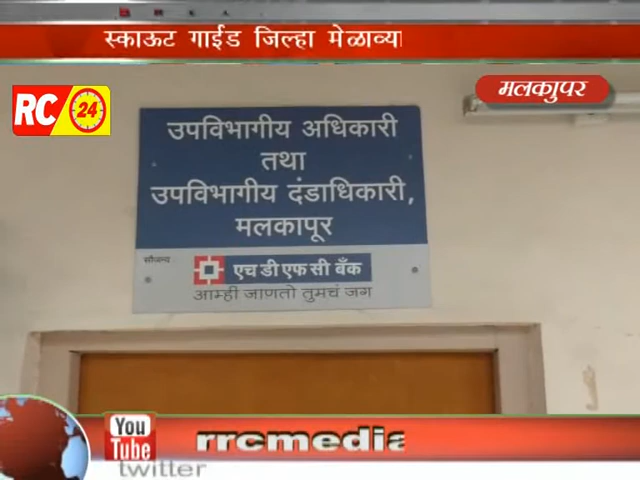 स्काऊट गाईड जिल्हा मेळाव्या
RC 24
मलकाुपर
उपविभागीय अधिकारी
तथा
उपविभागीय दंडाधिकारी,
मलकापूर
सौजन्य
एच डी एफ सी बँक
आम्ही जाणतो तुमचं जग
You
Tube
rrcmedia
twitter